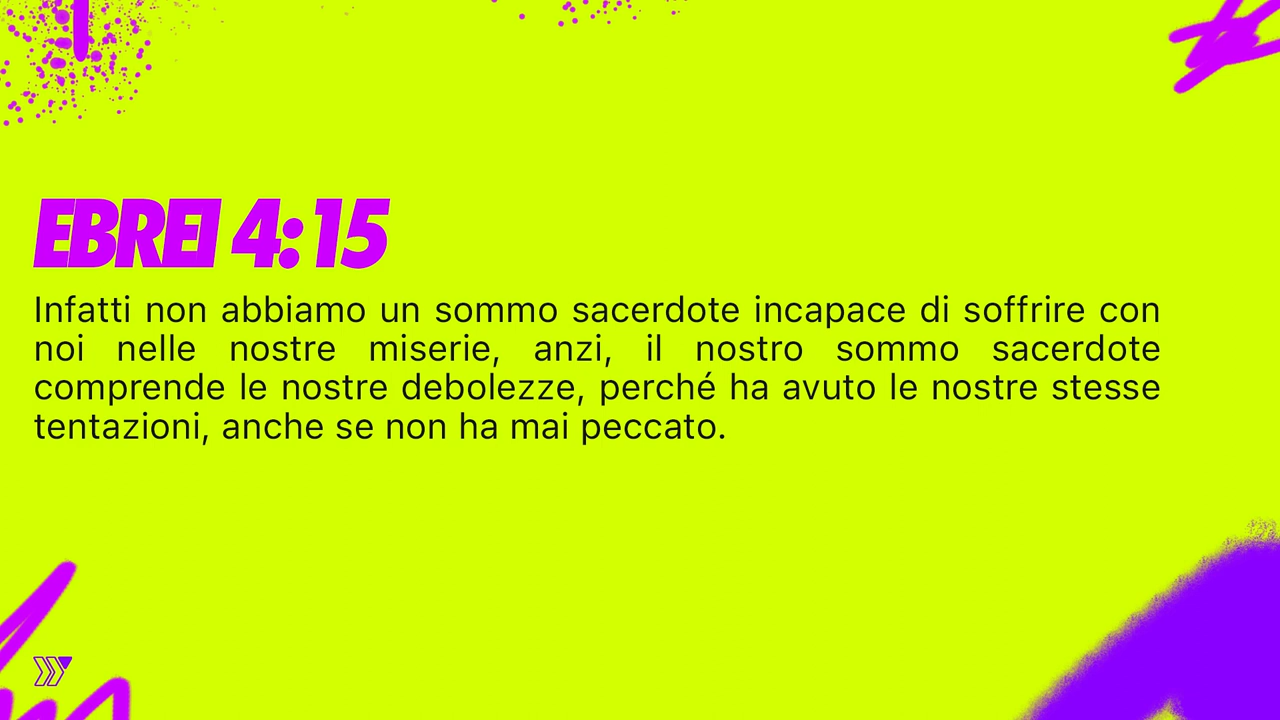 EBREI 4:15
Infatti non abbiamo un sommo sacerdote incapace di soffrire con
noi nelle nostre miserie, anzi, il nostro sommo sacerdote
comprende le nostre debolezze, perché ha avuto le nostre stesse
tentazioni, anche se non ha mai peccato.